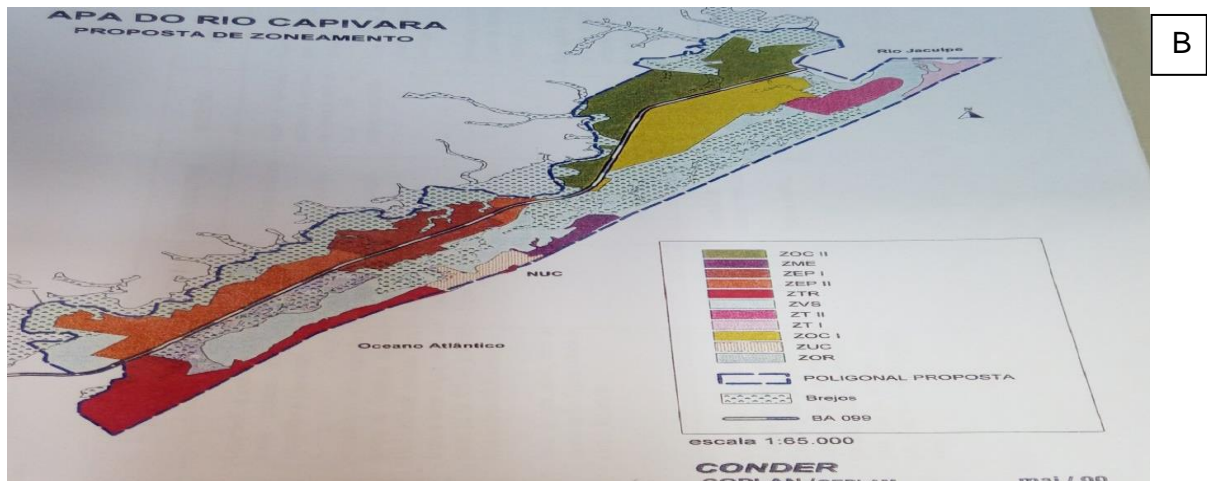 APA DO RIO CAPIVARA
PROPOSTA DE ZONEAMENTO
B
Rio Jacuípe
NUC
Oceano Atlântico
ZOC II
ZME
ZEP I
ZEP II
ZTR
ZVS
ZT II
ZT I
ZOC I
ZUC
ZOR
POLIGONAL PROPOSTA
Brejos
BA 099
escala 1:65.000
CONDER